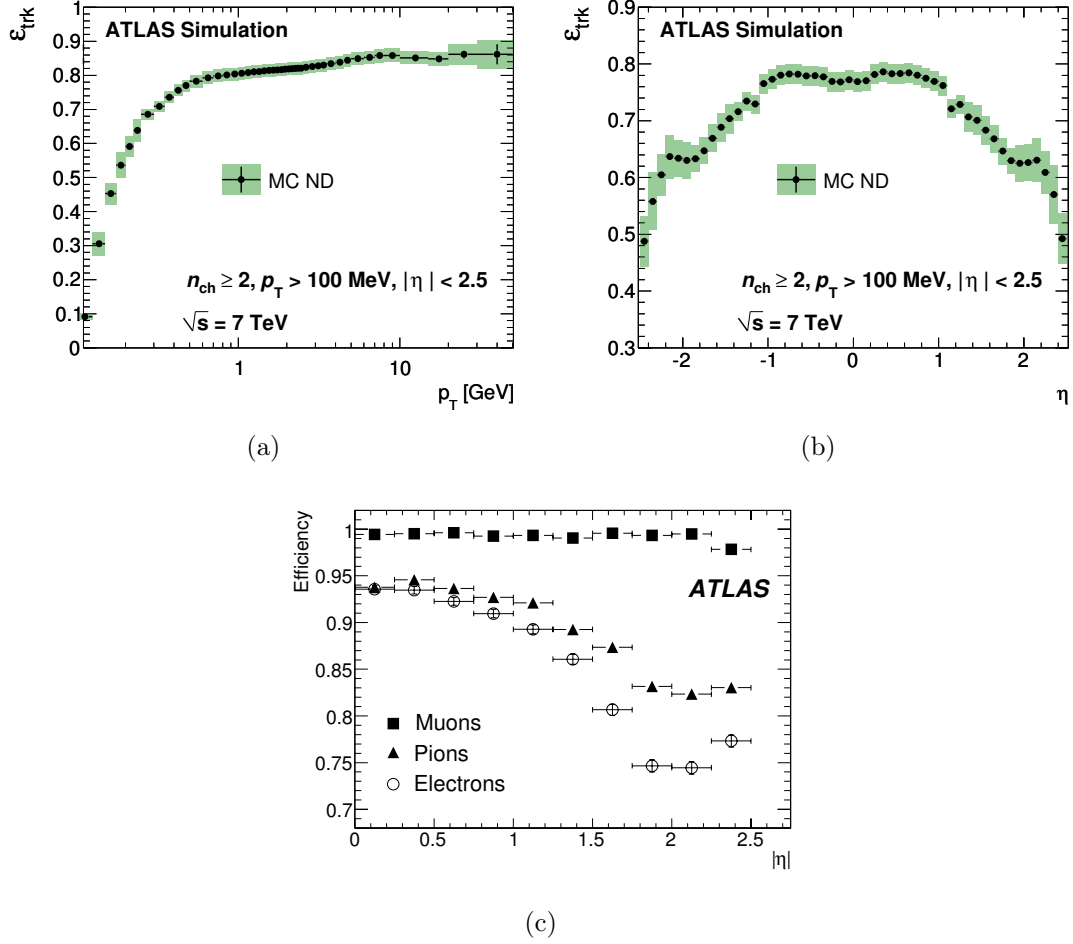 ε_trk
ATLAS Simulation
1
0.9
0.8
0.7
0.6
0.5
0.4
0.3
0.2
0.1
0
MC ND
n_ch ≥ 2, p_T > 100 MeV, |η| < 2.5
√s = 7 TeV
1 10
p_T [GeV]
(a)
ε_trk
ATLAS Simulation
0.9
0.8
0.7
0.6
0.5
0.4
0.3
MC ND
n_ch ≥ 2, p_T > 100 MeV, |η| < 2.5
√s = 7 TeV
-2 -1 0 1 2
η
(b)
Efficiency
1
0.95
0.9
0.85
0.8
0.75
0.7
ATLAS
Muons
Pions
Electrons
0 0.5 1 1.5 2 2.5
|η|
(c)